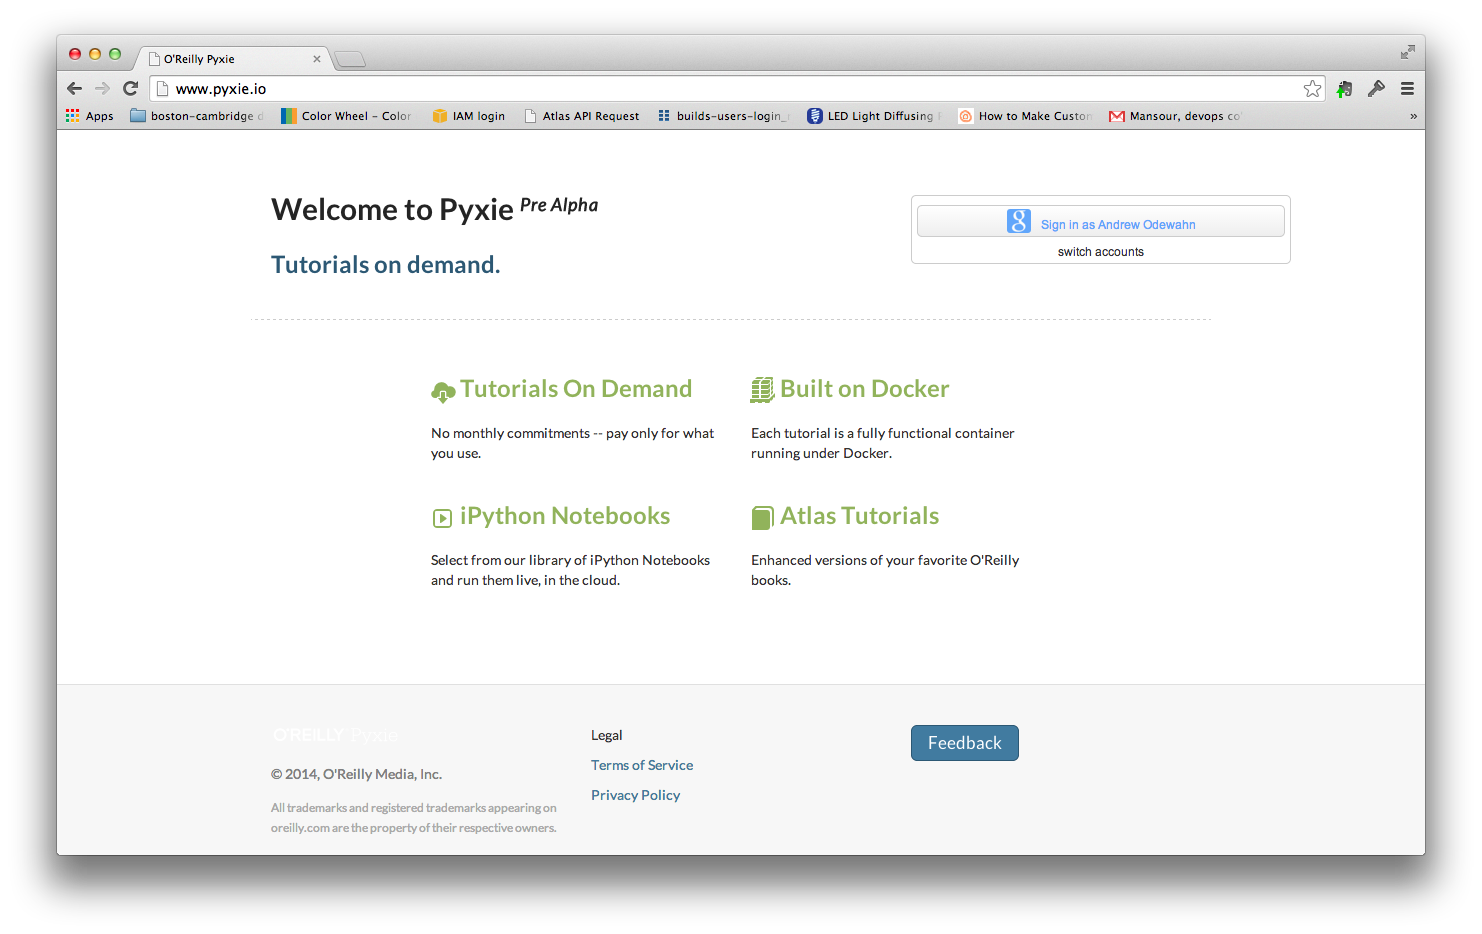 O'Reilly Pyxie
www.pyxie.io
Apps boston-cambridge Color Wheel – Color IAM login Atlas API Request builds-users-login_ LED Light Diffusing How to Make Custom Mansour, devops co »
Welcome to Pyxie Pre Alpha
Sign in as Andrew Odewahn
switch accounts
Tutorials on demand.
Tutorials On Demand
No monthly commitments -- pay only for what
you use.
Built on Docker
Each tutorial is a fully functional container
running under Docker.
iPython Notebooks
Select from our library of iPython Notebooks
and run them live, in the cloud.
Atlas Tutorials
Enhanced versions of your favorite O'Reilly
books.
O'REILLY Pyxie
© 2014, O'Reilly Media, Inc.
All trademarks and registered trademarks appearing on
oreilly.com are the property of their respective owners.
Legal
Terms of Service
Privacy Policy
Feedback